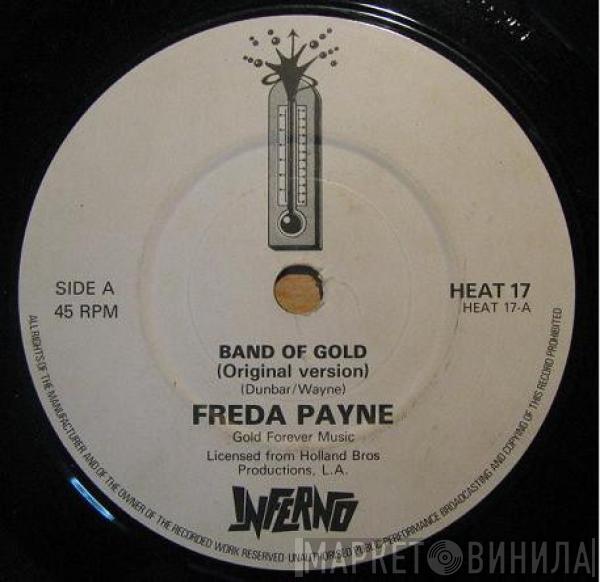 SIDE A
45 RPM
HEAT 17
HEAT 17-A
BAND OF GOLD
(Original version)
(Dunbar/Wayne)
FREDA PAYNE
Gold Forever Music
Licensed from Holland Bros
Productions, L.A.
INFERNO
ALL RIGHTS OF THE MANUFACTURER AND OF THE OWNER OF THE RECORDED WORK RESERVED·UNAUTHORISED PUBLIC PERFORMANCE BROADCASTING AND COPYING OF THIS RECORD PROHIBITED
МАРКЕТ ВИНИЛА